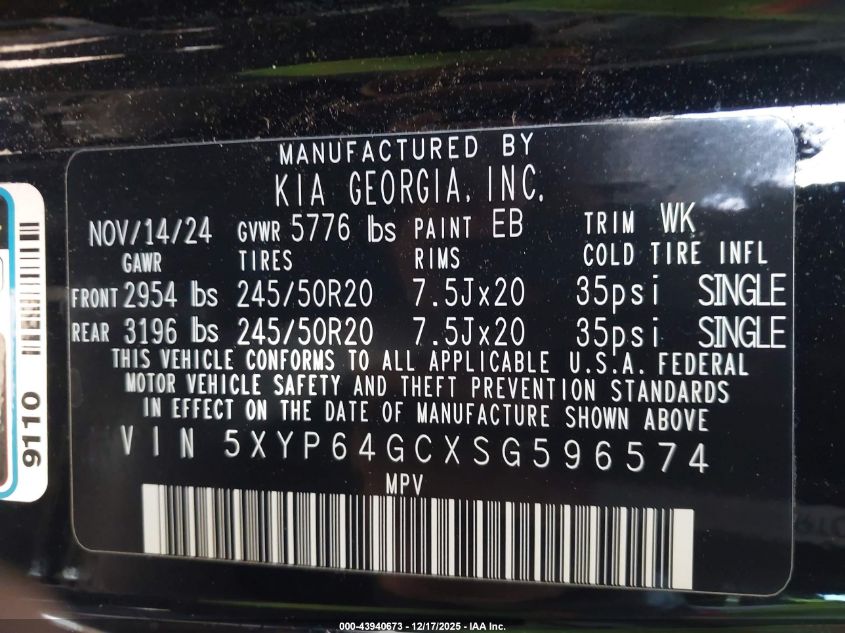 MANUFACTURED BY
KIA GEORGIA, INC.
NOV/14/24 GVWR 5776 lbs PAINT EB TRIM WK
GAWR TIRES RIMS COLD TIRE INFL
FRONT 2954 lbs 245/50R20 7.5Jx20 35psi SINGLE
REAR 3196 lbs 245/50R20 7.5Jx20 35psi SINGLE
THIS VEHICLE CONFORMS TO ALL APPLICABLE U.S.A. FEDERAL
MOTOR VEHICLE SAFETY AND THEFT PREVENTION STANDARDS
IN EFFECT ON THE DATE OF MANUFACTURE SHOWN ABOVE
VIN 5XYP64GCXSG596574
MPV
9110
000-43940673 - 12/17/2025 - IAA Inc.